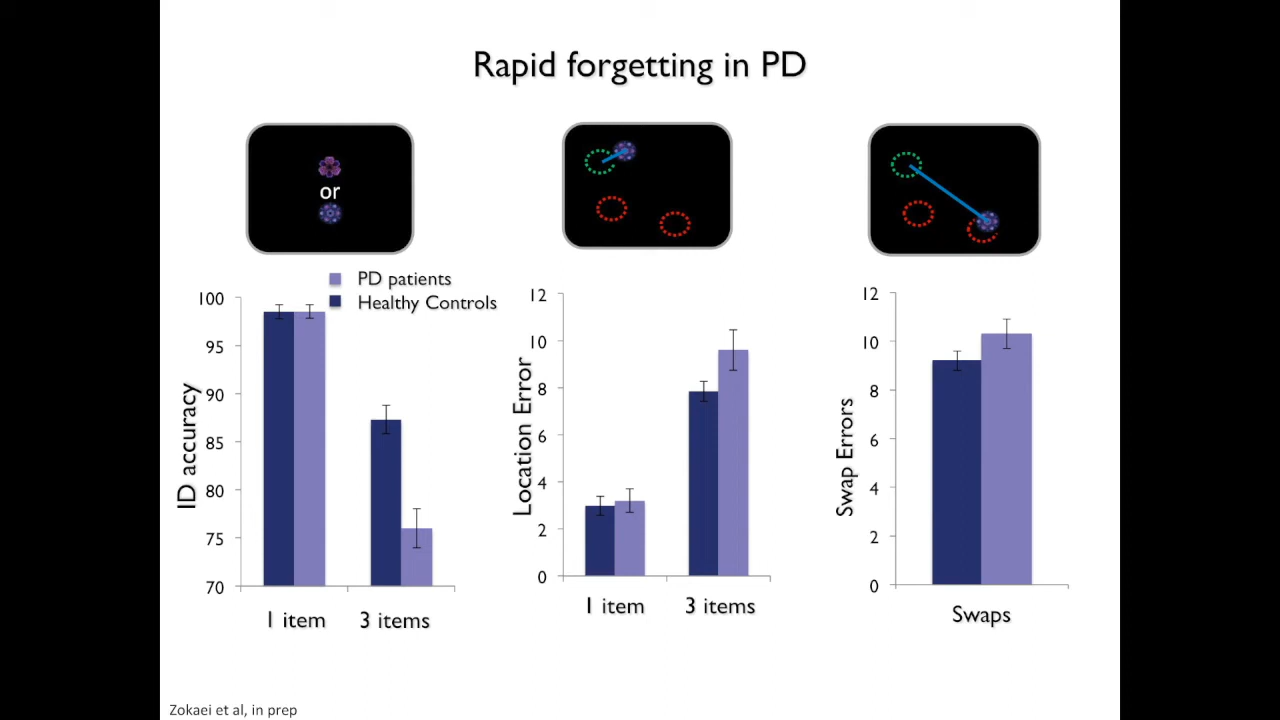 Rapid forgetting in PD
or
PD patients
Healthy Controls
ID accuracy
100
95
90
85
80
75
70
1 item
3 items
Location Error
12
10
8
6
4
2
0
1 item
3 items
Swap Errors
12
10
8
6
4
2
0
Swaps
Zokaei et al, in prep